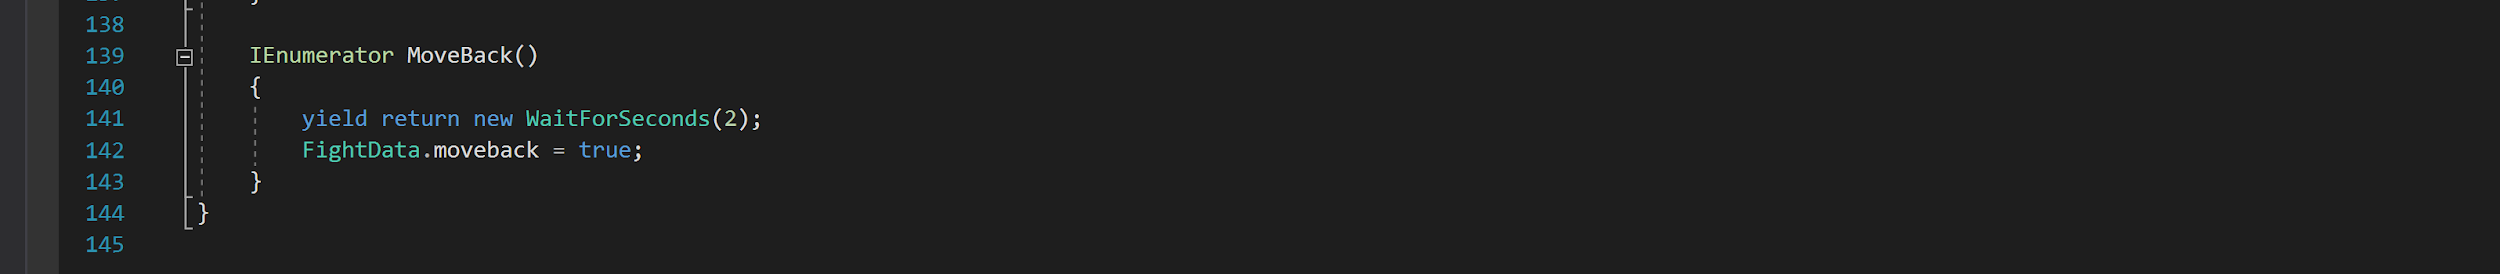 138
139 IEnumerator MoveBack()
140 {
141 yield return new WaitForSeconds(2);
142 FightData.moveback = true;
143 }
144 }
145